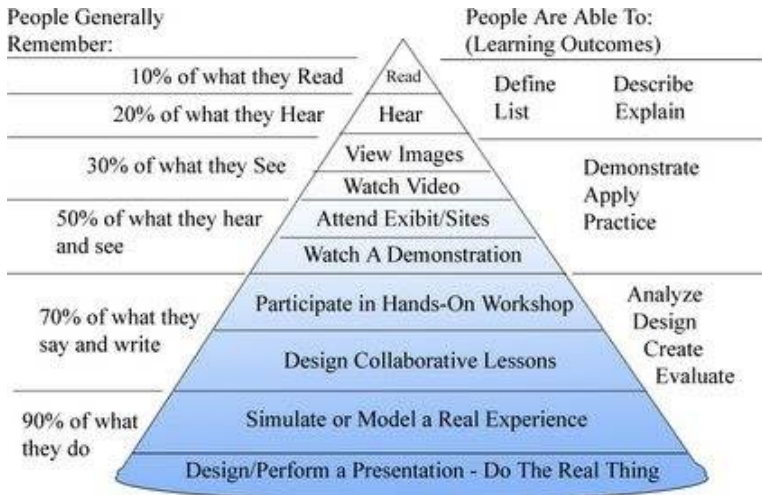 People Generally
Remember:
10% of what they Read
20% of what they Hear
30% of what they See
50% of what they hear
and see
70% of what they
say and write
90% of what
they do
Read
Hear
View Images
Watch Video
Attend Exibit/Sites
Watch A Demonstration
Participate in Hands-On Workshop
Design Collaborative Lessons
Simulate or Model a Real Experience
Design/Perform a Presentation - Do The Real Thing
People Are Able To:
(Learning Outcomes)
Define Describe
List Explain
Demonstrate
Apply
Practice
Analyze
Design
Create
Evaluate